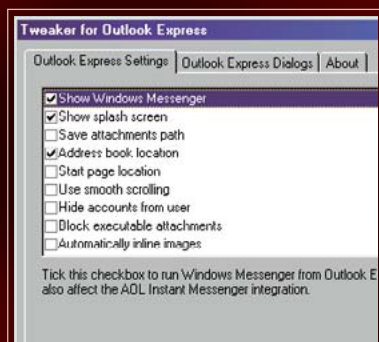 Tweaker for Outlook Express
Outlook Express Settings
Outlook Express Dialogs
About
Show Windows Messenger
Show splash screen
Save attachments path
Address book location
Start page location
Use smooth scrolling
Hide accounts from user
Block executable attachments
Automatically inline images
Tick this checkbox to run Windows Messenger from Outlook E
also affect the AOL Instant Messenger integration.